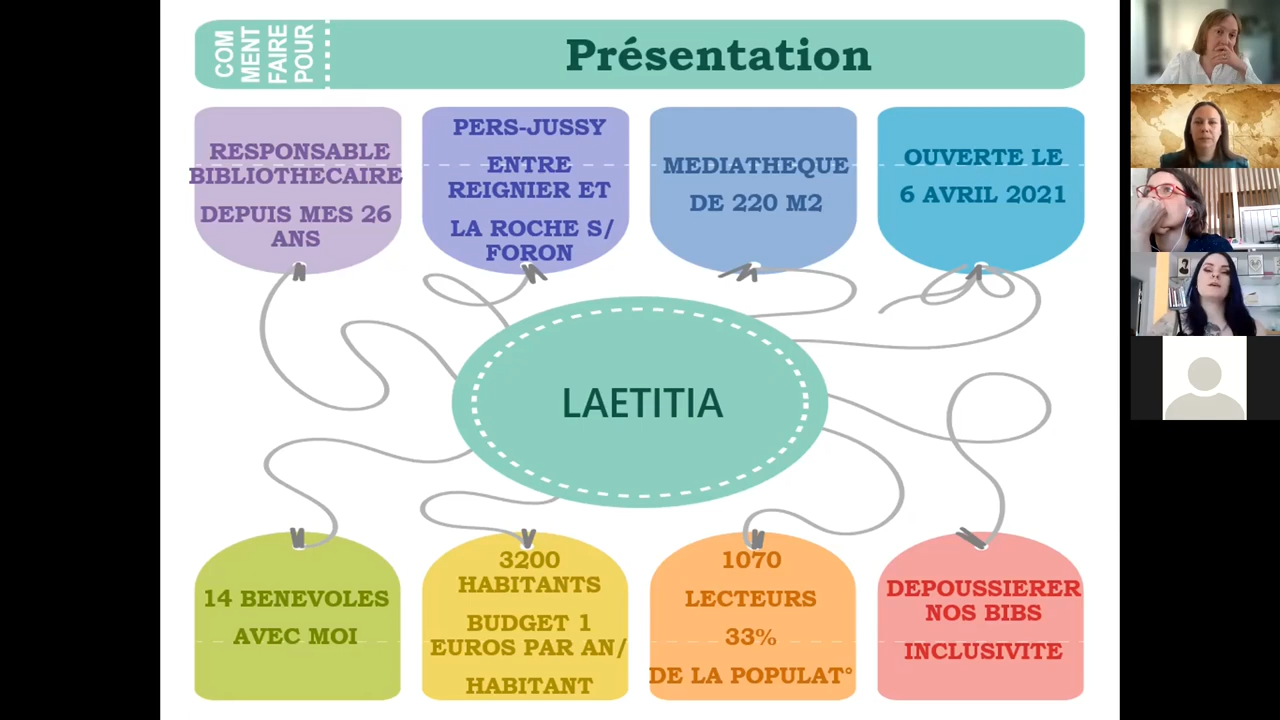 COM
MENT
FAIRE
POUR
Présentation
RESPONSABLE
BIBLIOTHECAIRE
DEPUIS MES 26
ANS
PERS-JUSSY
ENTRE
REIGNIER ET
LA ROCHE S/
FORON
MEDIATHEQUE
DE 220 M2
OUVERTE LE
6 AVRIL 2021
LAETITIA
14 BENEVOLES
AVEC MOI
3200
HABITANTS
BUDGET 1
EUROS PAR AN/
HABITANT
1070
LECTEURS
33%
DE LA POPULAT°
DEPOUSSIERER
NOS BIBS
INCLUSIVITE